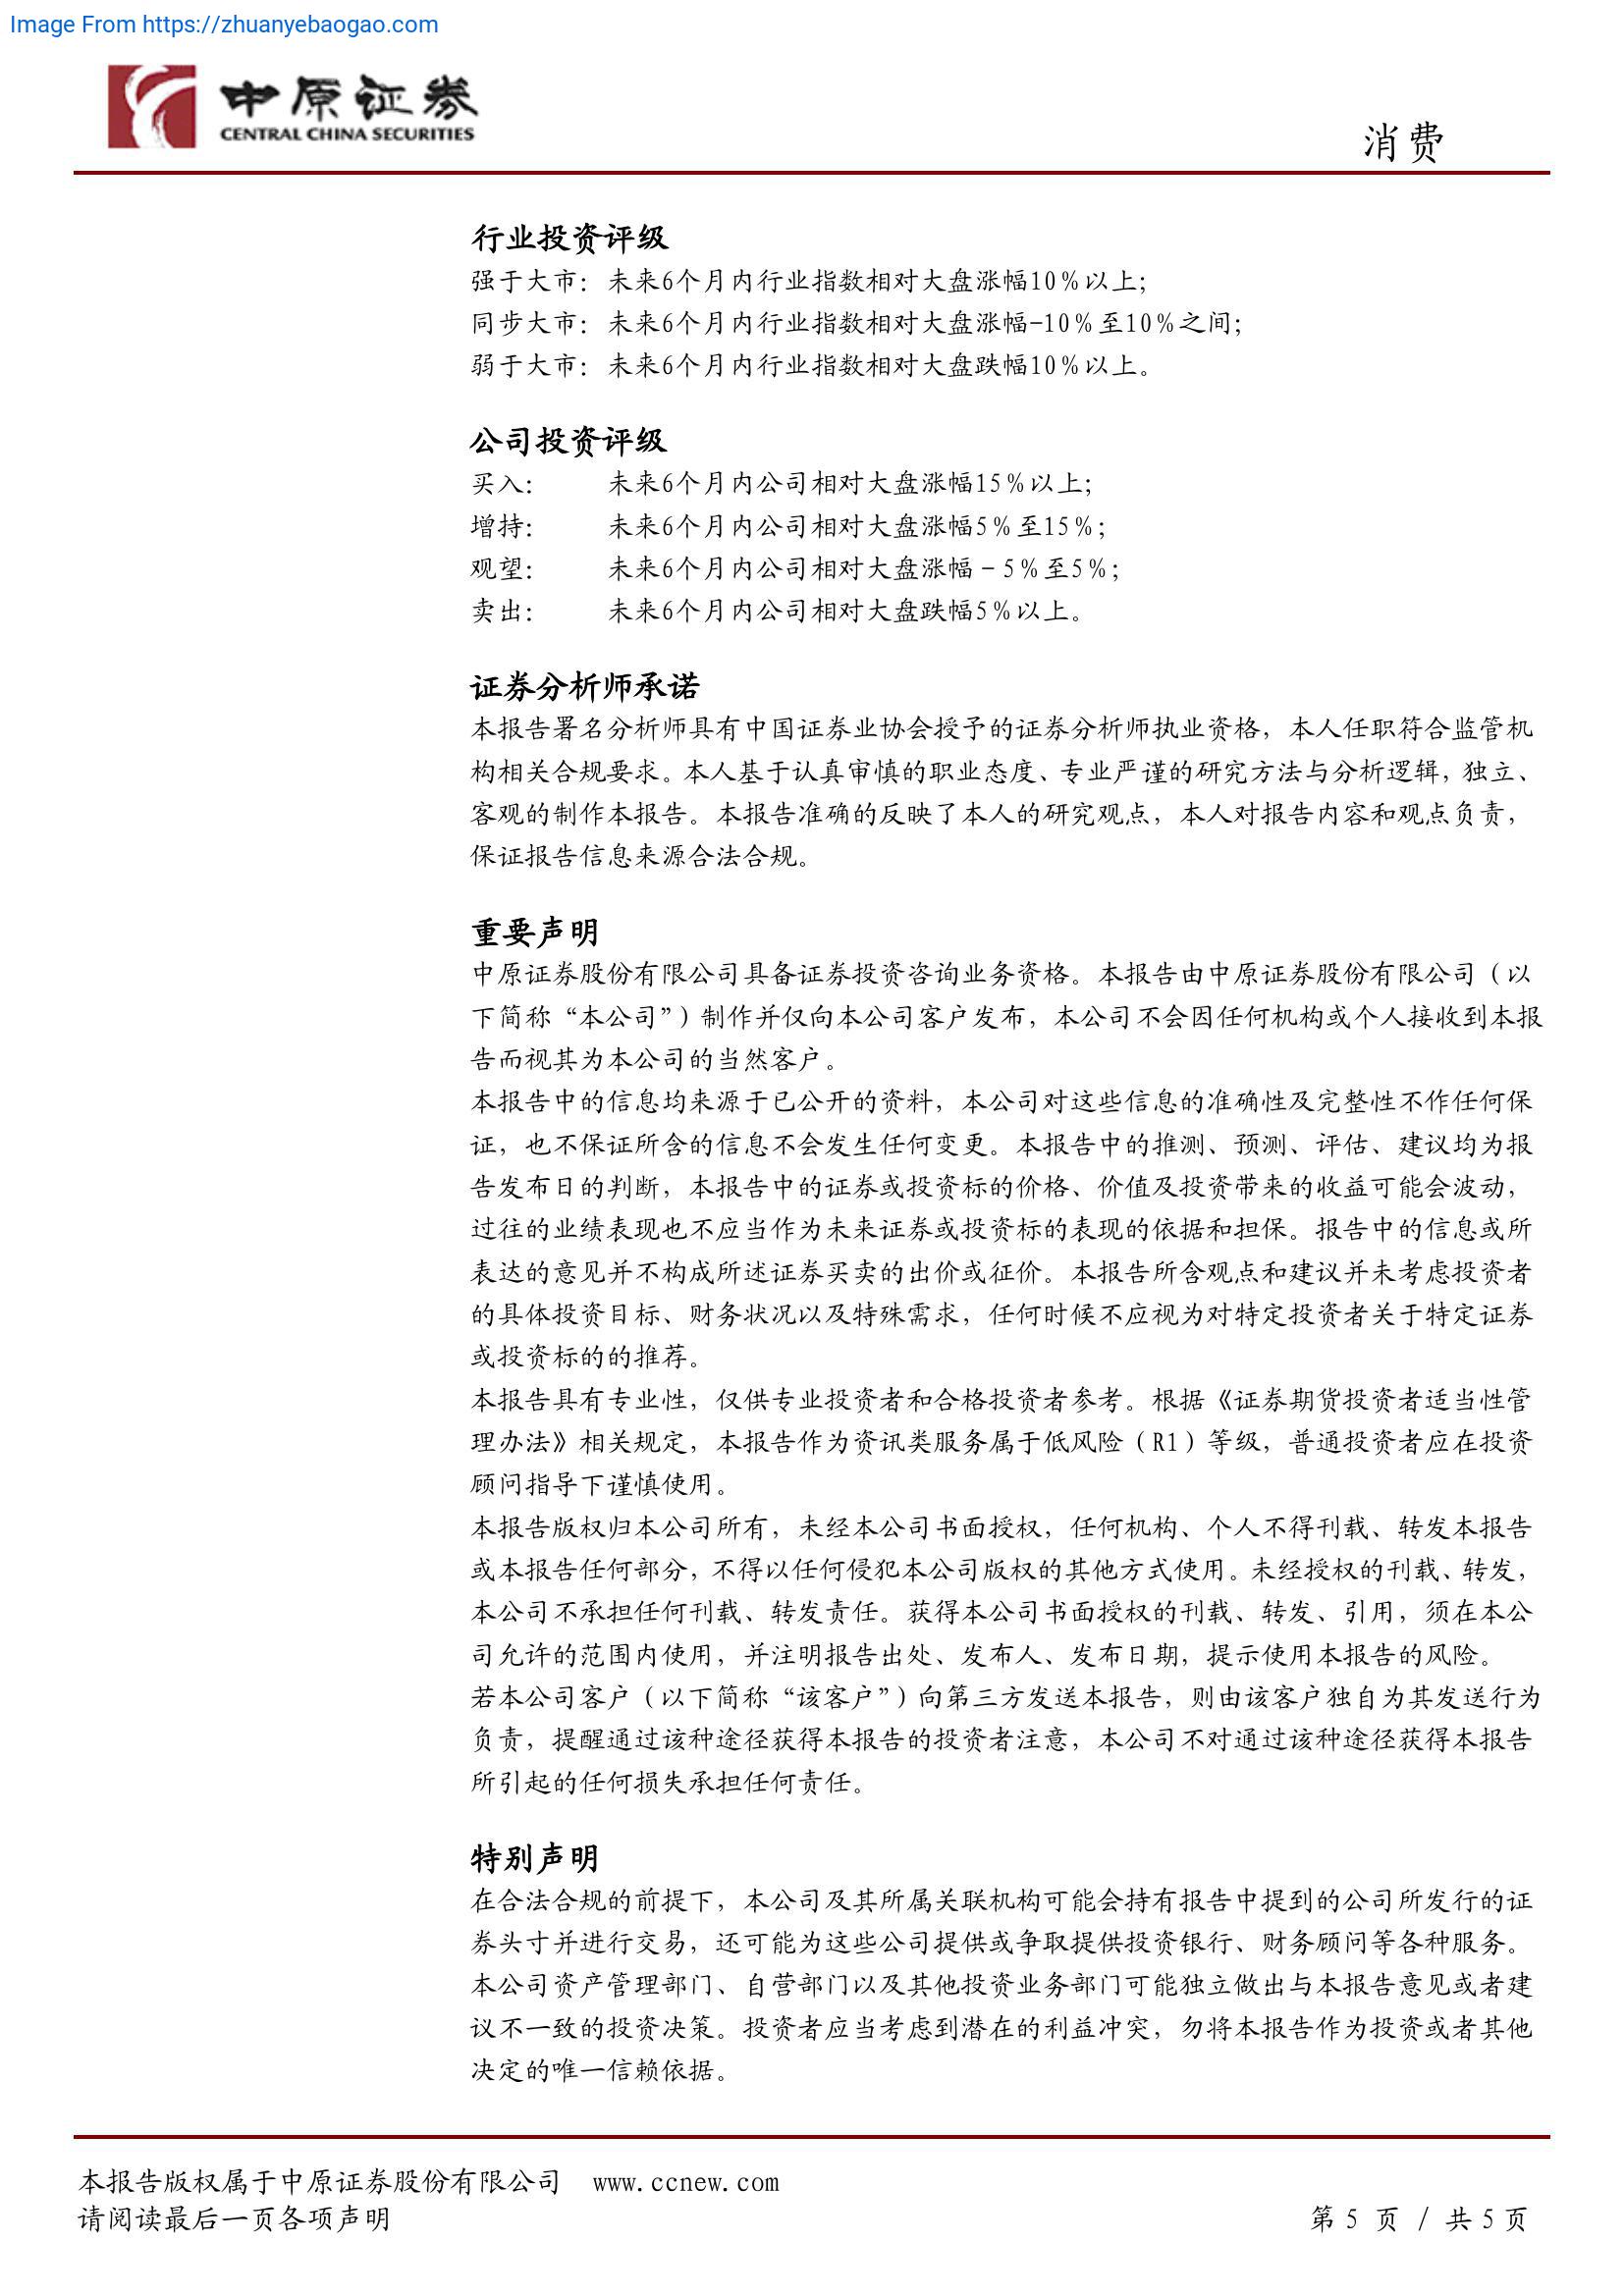 Image From https://zhuanyebaogao.com
中原证券
CENTRAL CHINA SECURITIES
消费
行业投资评级
强于大市：未来6个月内行业指数相对大盘涨幅10％以上；
同步大市：未来6个月内行业指数相对大盘涨幅-10％至10％之间；
弱于大市：未来6个月内行业指数相对大盘跌幅10％以上。
公司投资评级
买入： 未来6个月内公司相对大盘涨幅15％以上；
增持： 未来6个月内公司相对大盘涨幅5％至15％；
观望： 未来6个月内公司相对大盘涨幅－5％至5％；
卖出： 未来6个月内公司相对大盘跌幅5％以上。
证券分析师承诺
本报告署名分析师具有中国证券业协会授予的证券分析师执业资格，本人任职符合监管机
构相关合规要求。本人基于认真审慎的职业态度、专业严谨的研究方法与分析逻辑，独立、
客观的制作本报告。本报告准确的反映了本人的研究观点，本人对报告内容和观点负责，
保证报告信息来源合法合规。
重要声明
中原证券股份有限公司具备证券投资咨询业务资格。本报告由中原证券股份有限公司（以
下简称“本公司”）制作并仅向本公司客户发布，本公司不会因任何机构或个人接收到本报
告而视其为本公司的当然客户。
本报告中的信息均来源于已公开的资料，本公司对这些信息的准确性及完整性不作任何保
证，也不保证所含的信息不会发生任何变更。本报告中的推测、预测、评估、建议均为报
告发布日的判断，本报告中的证券或投资标的价格、价值及投资带来的收益可能会波动，
过往的业绩表现也不应当作为未来证券或投资标的表现的依据和担保。报告中的信息或所
表达的意见并不构成所述证券买卖的出价或征价。本报告所含观点和建议并未考虑投资者
的具体投资目标、财务状况以及特殊需求，任何时候不应视为对特定投资者关于特定证券
或投资标的的推荐。
本报告具有专业性，仅供专业投资者和合格投资者参考。根据《证券期货投资者适当性管
理办法》相关规定，本报告作为资讯类服务属于低风险（R1）等级，普通投资者应在投资
顾问指导下谨慎使用。
本报告版权归本公司所有，未经本公司书面授权，任何机构、个人不得刊载、转发本报告
或本报告任何部分，不得以任何侵犯本公司版权的其他方式使用。未经授权的刊载、转发，
本公司不承担任何刊载、转发责任。获得本公司书面授权的刊载、转发、引用，须在本公
司允许的范围内使用，并注明报告出处、发布人、发布日期，提示使用本报告的风险。
若本公司客户（以下简称“该客户”）向第三方发送本报告，则由该客户独自为其发送行为
负责，提醒通过该种途径获得本报告的投资者注意，本公司不对通过该种途径获得本报告
所引起的任何损失承担任何责任。
特别声明
在合法合规的前提下，本公司及其所属关联机构可能会持有报告中提到的公司所发行的证
券头寸并进行交易，还可能为这些公司提供或争取提供投资银行、财务顾问等各种服务。
本公司资产管理部门、自营部门以及其他投资业务部门可能独立做出与本报告意见或者建
议不一致的投资决策。投资者应当考虑到潜在的利益冲突，勿将本报告作为投资或者其他
决定的唯一信赖依据。
本报告版权属于中原证券股份有限公司 www.ccnew.com
请阅读最后一页各项声明 第 5 页 / 共 5 页